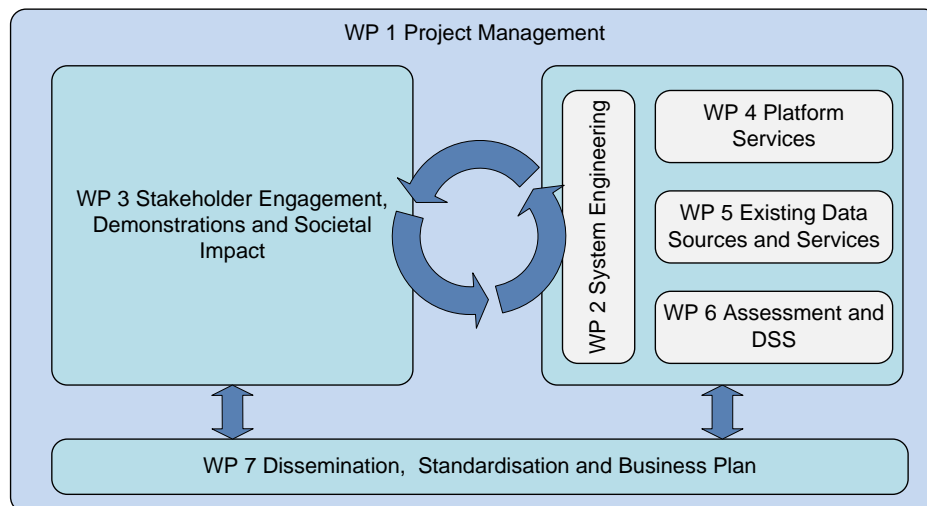 WP 1 Project Management
WP 3 Stakeholder Engagement,
Demonstrations and Societal
Impact
WP 2 System Engineering
WP 4 Platform
Services
WP 5 Existing Data
Sources and Services
WP 6 Assessment and
DSS
WP 7 Dissemination,  Standardisation and Business Plan